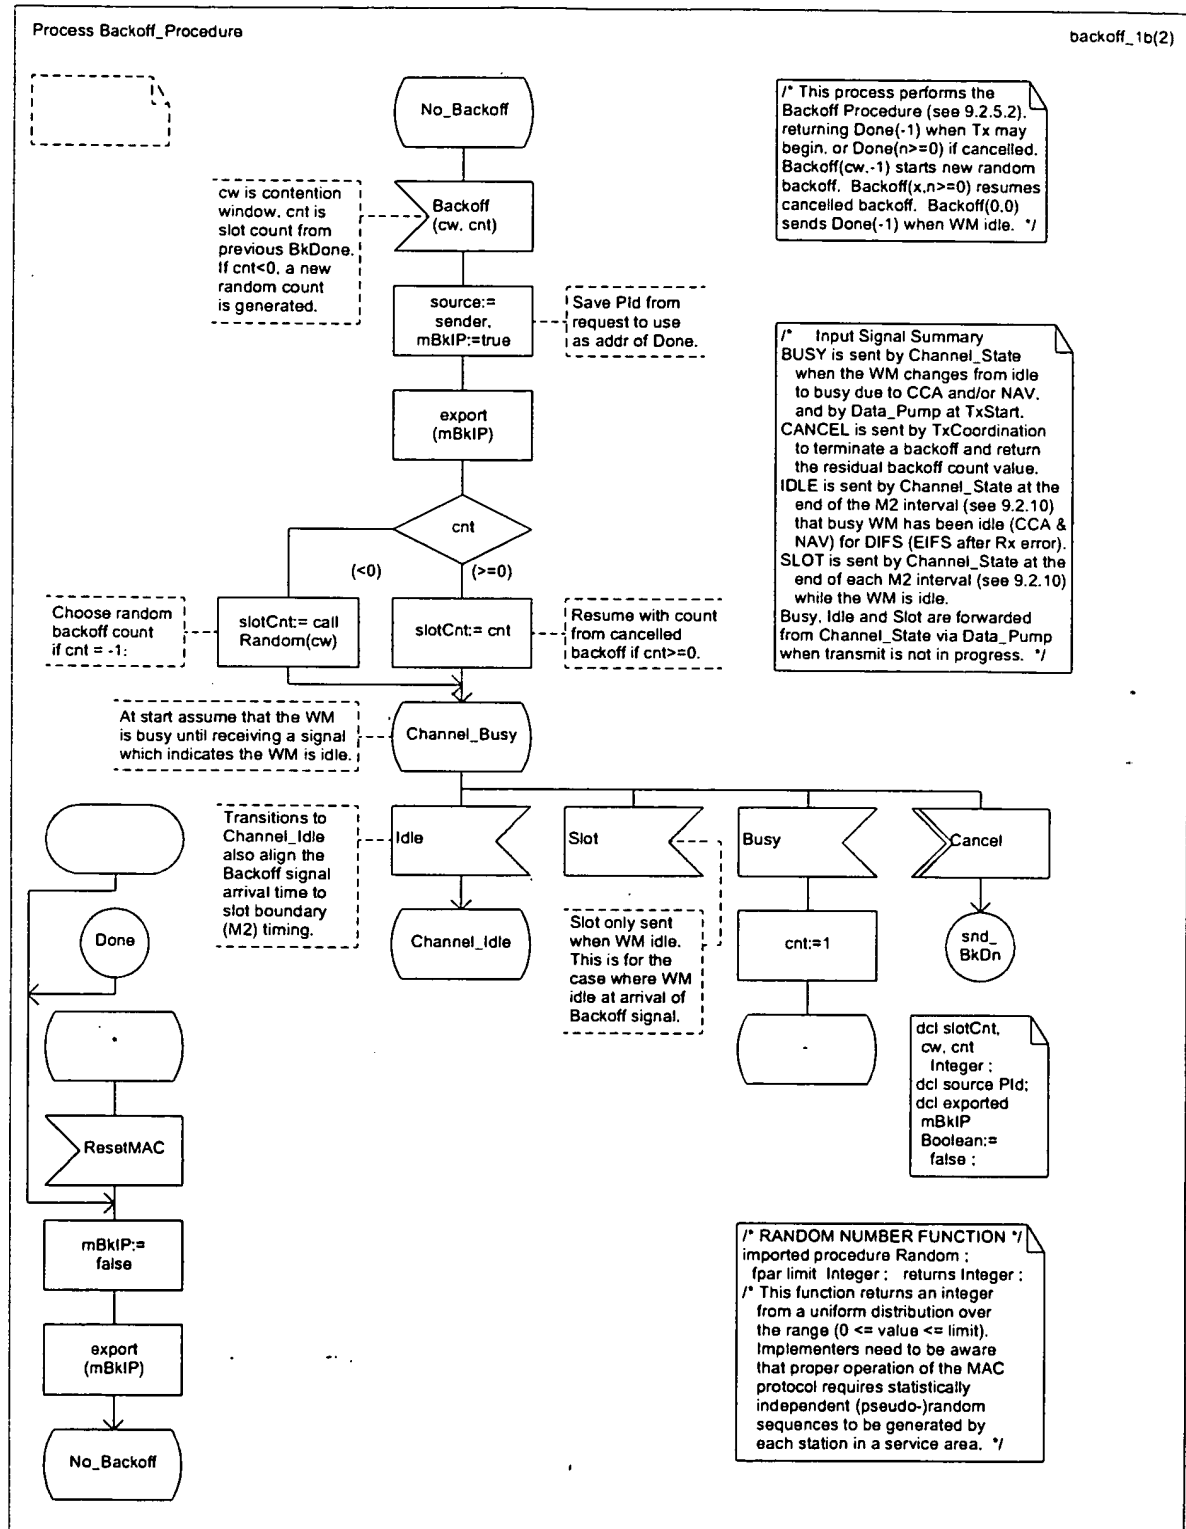 Process Backoff_Procedure
backoff_1b(2)
No_Backoff
/* This process performs the
Backoff Procedure (see 9.2.5.2),
returning Done(-1) when Tx may
begin, or Done(n>=0) if cancelled.
Backoff(cw,-1) starts new random
backoff. Backoff(x,n>=0) resumes
cancelled backoff. Backoff(0,0)
sends Done(-1) when WM idle. */
cw is contention
window, cnt is
slot count from
previous BkDone.
If cnt<0, a new
random count
is generated.
Backoff
(cw, cnt)
source:=
sender,
mBkIP:=true
Save PId from
request to use
as addr of Done.
/* Input Signal Summary
BUSY is sent by Channel_State
when the WM changes from idle
to busy due to CCA and/or NAV,
and by Data_Pump at TxStart.
CANCEL is sent by TxCoordination
to terminate a backoff and return
the residual backoff count value.
IDLE is sent by Channel_State at the
end of the M2 interval (see 9.2.10)
that busy WM has been idle (CCA &
NAV) for DIFS (EIFS after Rx error).
SLOT is sent by Channel_State at the
end of each M2 interval (see 9.2.10)
while the WM is idle.
Busy, Idle and Slot are forwarded
from Channel_State via Data_Pump
when transmit is not in progress. */
export
(mBkIP)
cnt
(<0)
(>=0)
Choose random
backoff count
if cnt = -1:
slotCnt:= call
Random(cw)
slotCnt:= cnt
Resume with count
from cancelled
backoff if cnt>=0.
At start assume that the WM
is busy until receiving a signal
which indicates the WM is idle.
Channel_Busy
Transitions to
Channel_Idle
also align the
Backoff signal
arrival time to
slot boundary
(M2) timing.
Idle
Slot
Busy
Cancel
Done
Channel_Idle
Slot only sent
when WM idle.
This is for the
case where WM
idle at arrival of
Backoff signal.
cnt:=1
snd_
BkDn
*
-
dcl slotCnt,
cw, cnt
Integer ;
dcl source PId;
dcl exported
mBkIP
Boolean:=
false ;
ResetMAC
mBkIP:=
false
export
(mBkIP)
No_Backoff
/* RANDOM NUMBER FUNCTION */
imported procedure Random ;
fpar limit Integer ; returns Integer ;
/* This function returns an integer
from a uniform distribution over
the range (0 <= value <= limit).
Implementers need to be aware
that proper operation of the MAC
protocol requires statistically
independent (pseudo-)random
sequences to be generated by
each station in a service area. */